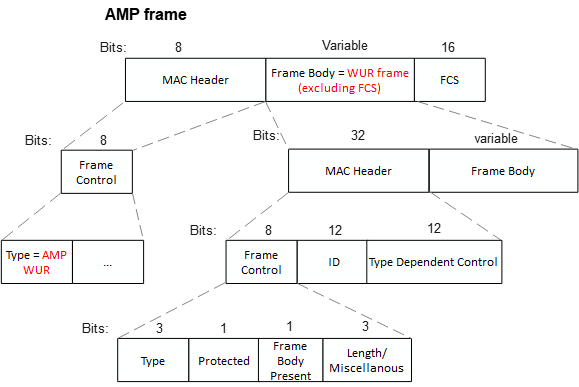 AMP frame
Bits: 8 Variable 16
MAC Header
Frame Body = WUR frame
(excluding FCS)
FCS
Bits: 8
Frame
Control
Bits: 32 variable
MAC Header Frame Body
Type = AMP
WUR
...
Bits: 8 12 12
Frame
Control
ID Type Dependent Control
Bits: 3 1 1 3
Type Protected
Frame
Body
Present
Length/
Miscellanous